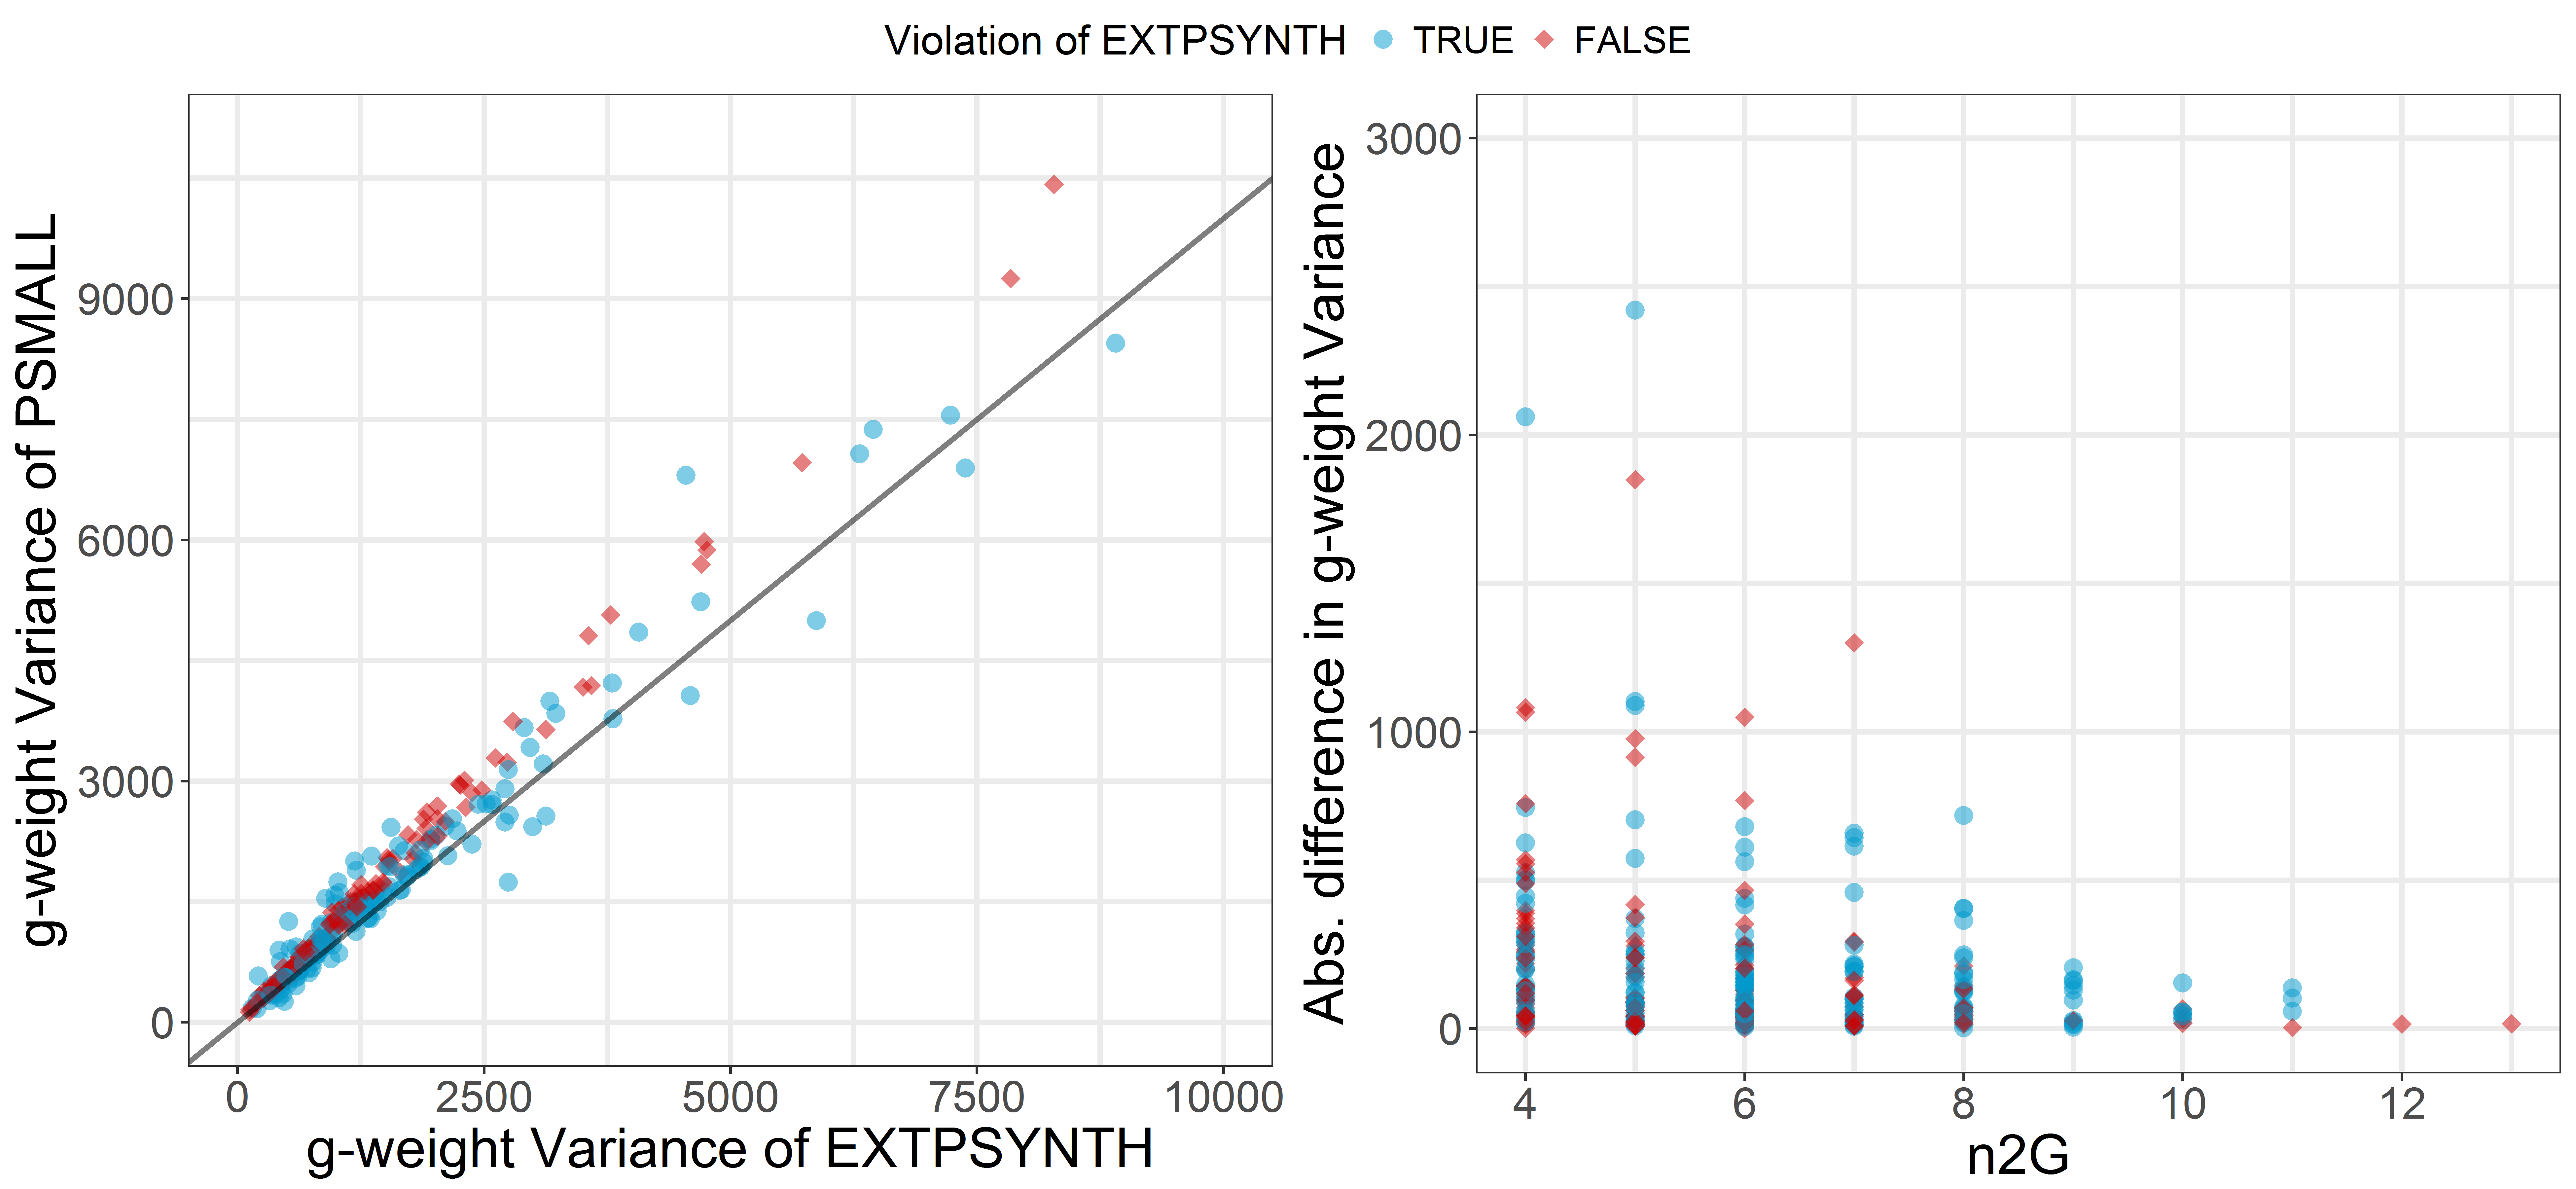 Violation of EXTPSYNTH TRUE FALSE
g-weight Variance of PSMALL
9000
6000
3000
0
0 2500 5000 7500 10000
g-weight Variance of EXTPSYNTH
Abs. difference in g-weight Variance
3000
2000
1000
0
4 6 8 10 12
n2G